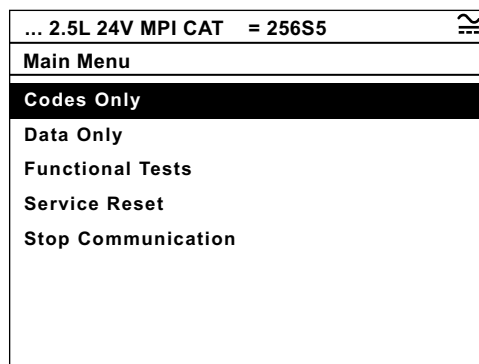 ... 2.5L 24V MPI CAT = 256S5
Main Menu
Codes Only
Data Only
Functional Tests
Service Reset
Stop Communication